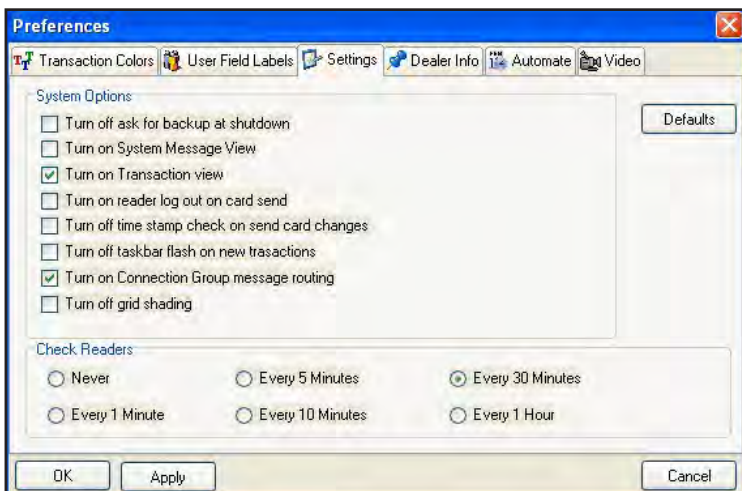 Preferences
Transaction Colors User Field Labels Settings Dealer Info Automate Video
System Options
Defaults
Turn off ask for backup at shutdown
Turn on System Message View
Turn on Transaction view
Turn on reader log out on card send
Turn off time stamp check on send card changes
Turn off taskbar flash on new trasactions
Turn on Connection Group message routing
Turn off grid shading
Check Readers
Never Every 5 Minutes Every 30 Minutes
Every 1 Minute Every 10 Minutes Every 1 Hour
OK Apply Cancel